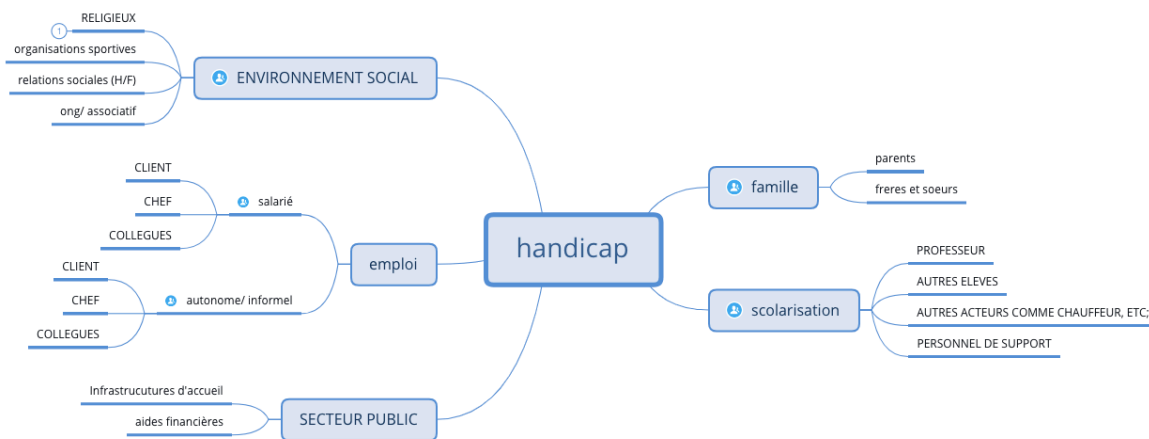 RELIGIEUX
1
organisations sportives
relations sociales (H/F)
ong/ associatif
ENVIRONNEMENT SOCIAL
CLIENT
CHEF
COLLEGUES
salarié
CLIENT
CHEF
COLLEGUES
autonome/ informel
emploi
Infrastrucutures d'accueil
aides financières
SECTEUR PUBLIC
handicap
famille
parents
freres et soeurs
scolarisation
PROFESSEUR
AUTRES ELEVES
AUTRES ACTEURS COMME CHAUFFEUR, ETC;
PERSONNEL DE SUPPORT